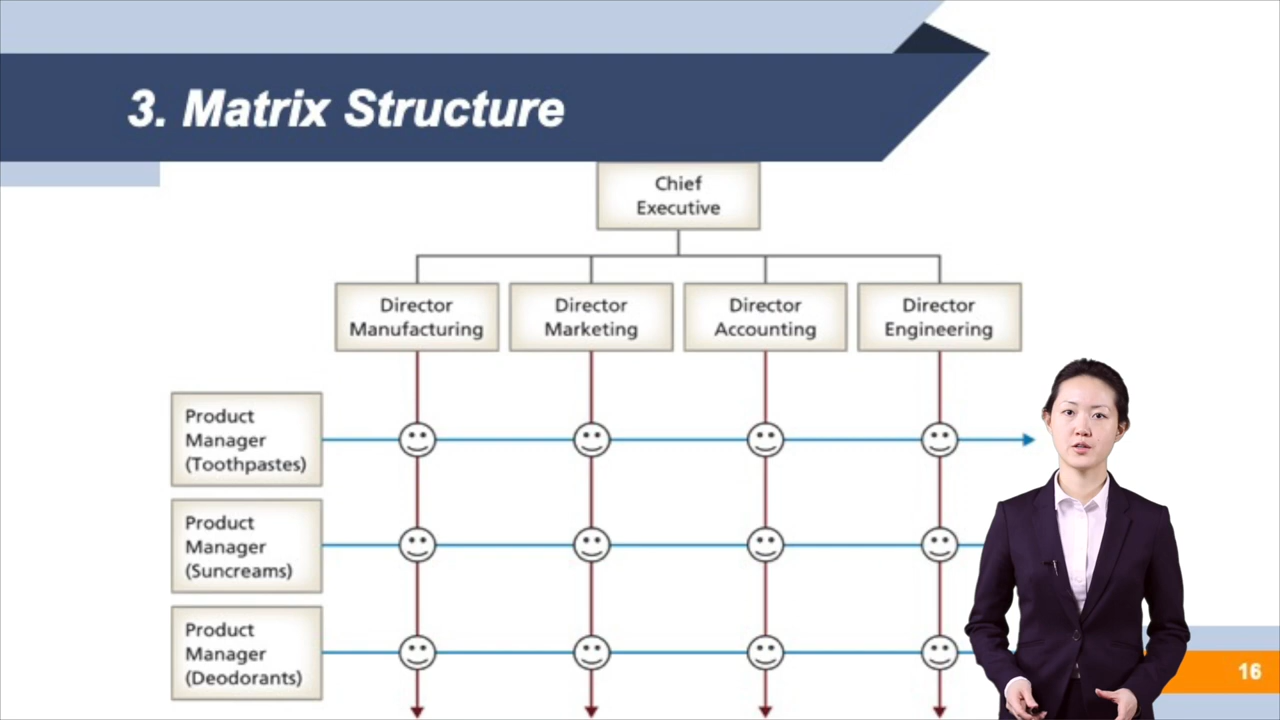 3. Matrix Structure
Chief
Executive
Director
Manufacturing
Director
Marketing
Director
Accounting
Director
Engineering
Product
Manager
(Toothpastes)
Product
Manager
(Suncreams)
Product
Manager
(Deodorants)
16